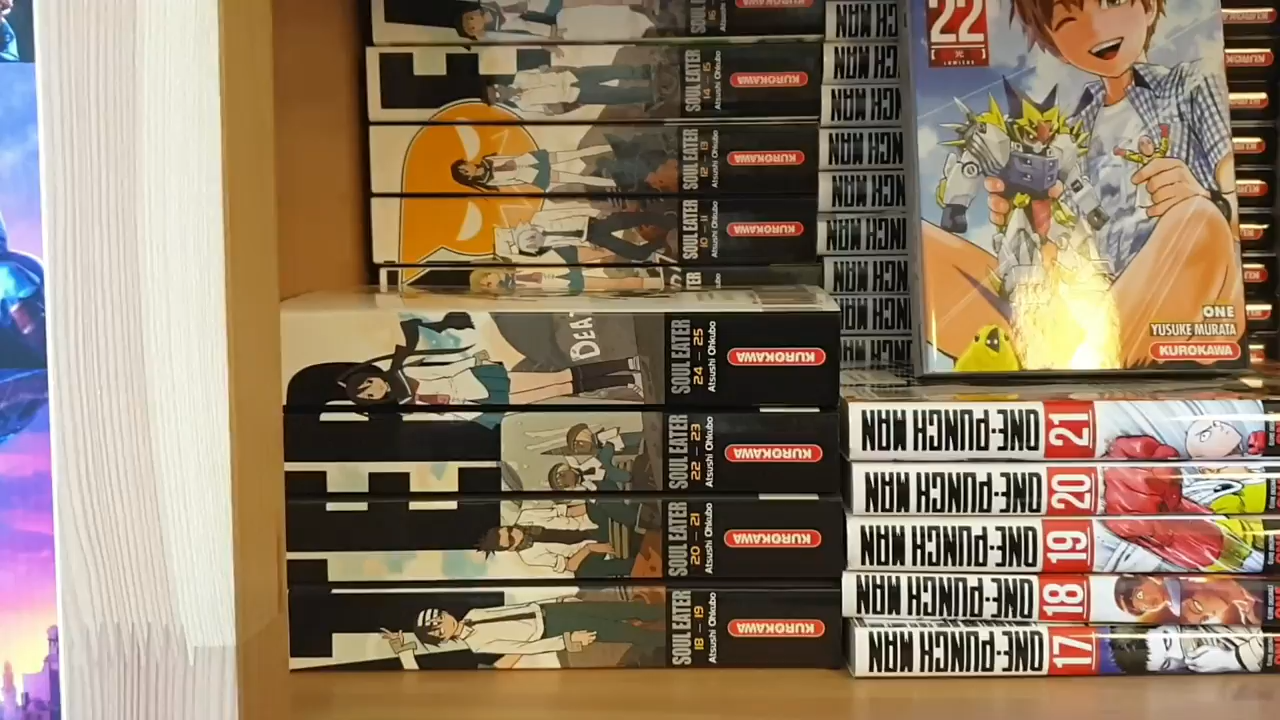 SOUL EATER
14 - 15
Atsushi Ohkubo
KUROKAWA
SOUL EATER
12 - 13
Atsushi Ohkubo
KUROKAWA
SOUL EATER
10 - 11
Atsushi Ohkubo
KUROKAWA
BEA
SOUL EATER
24 - 25
Atsushi Ohkubo
KUROKAWA
SOUL EATER
22 - 23
Atsushi Ohkubo
KUROKAWA
SOUL EATER
20 - 21
Atsushi Ohkubo
KUROKAWA
SOUL EATER
18 - 19
Atsushi Ohkubo
KUROKAWA
22
光
LUMIÈRE
ONE
YUSUKE MURATA
KUROKAWA
ONE-PUNCH MAN
21
ONE-PUNCH MAN
20
ONE-PUNCH MAN
19
ONE-PUNCH MAN
18
ONE-PUNCH MAN
17